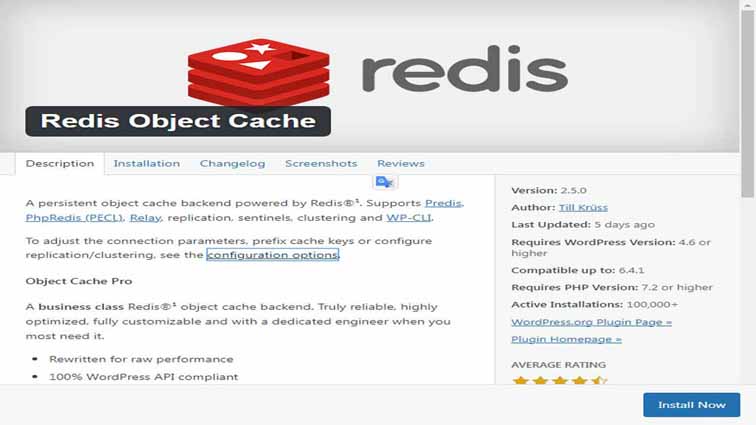 redis
Redis Object Cache
Description Installation Changelog Screenshots Reviews
A persistent object cache backend powered by Redis®¹. Supports Predis,
PhpRedis (PECL), Relay, replication, sentinels, clustering and WP-CLI.
To adjust the connection parameters, prefix cache keys or configure
replication/clustering, see the configuration options.
Object Cache Pro
A business class Redis®¹ object cache backend. Truly reliable, highly
optimized, fully customizable and with a dedicated engineer when you
most need it.
• Rewritten for raw performance
• 100% WordPress API compliant
Version: 2.5.0
Author: Till Krüss
Last Updated: 5 days ago
Requires WordPress Version: 4.6 or
higher
Compatible up to: 6.4.1
Requires PHP Version: 7.2 or higher
Active Installations: 100,000+
WordPress.org Plugin Page »
Plugin Homepage »
AVERAGE RATING
Install Now